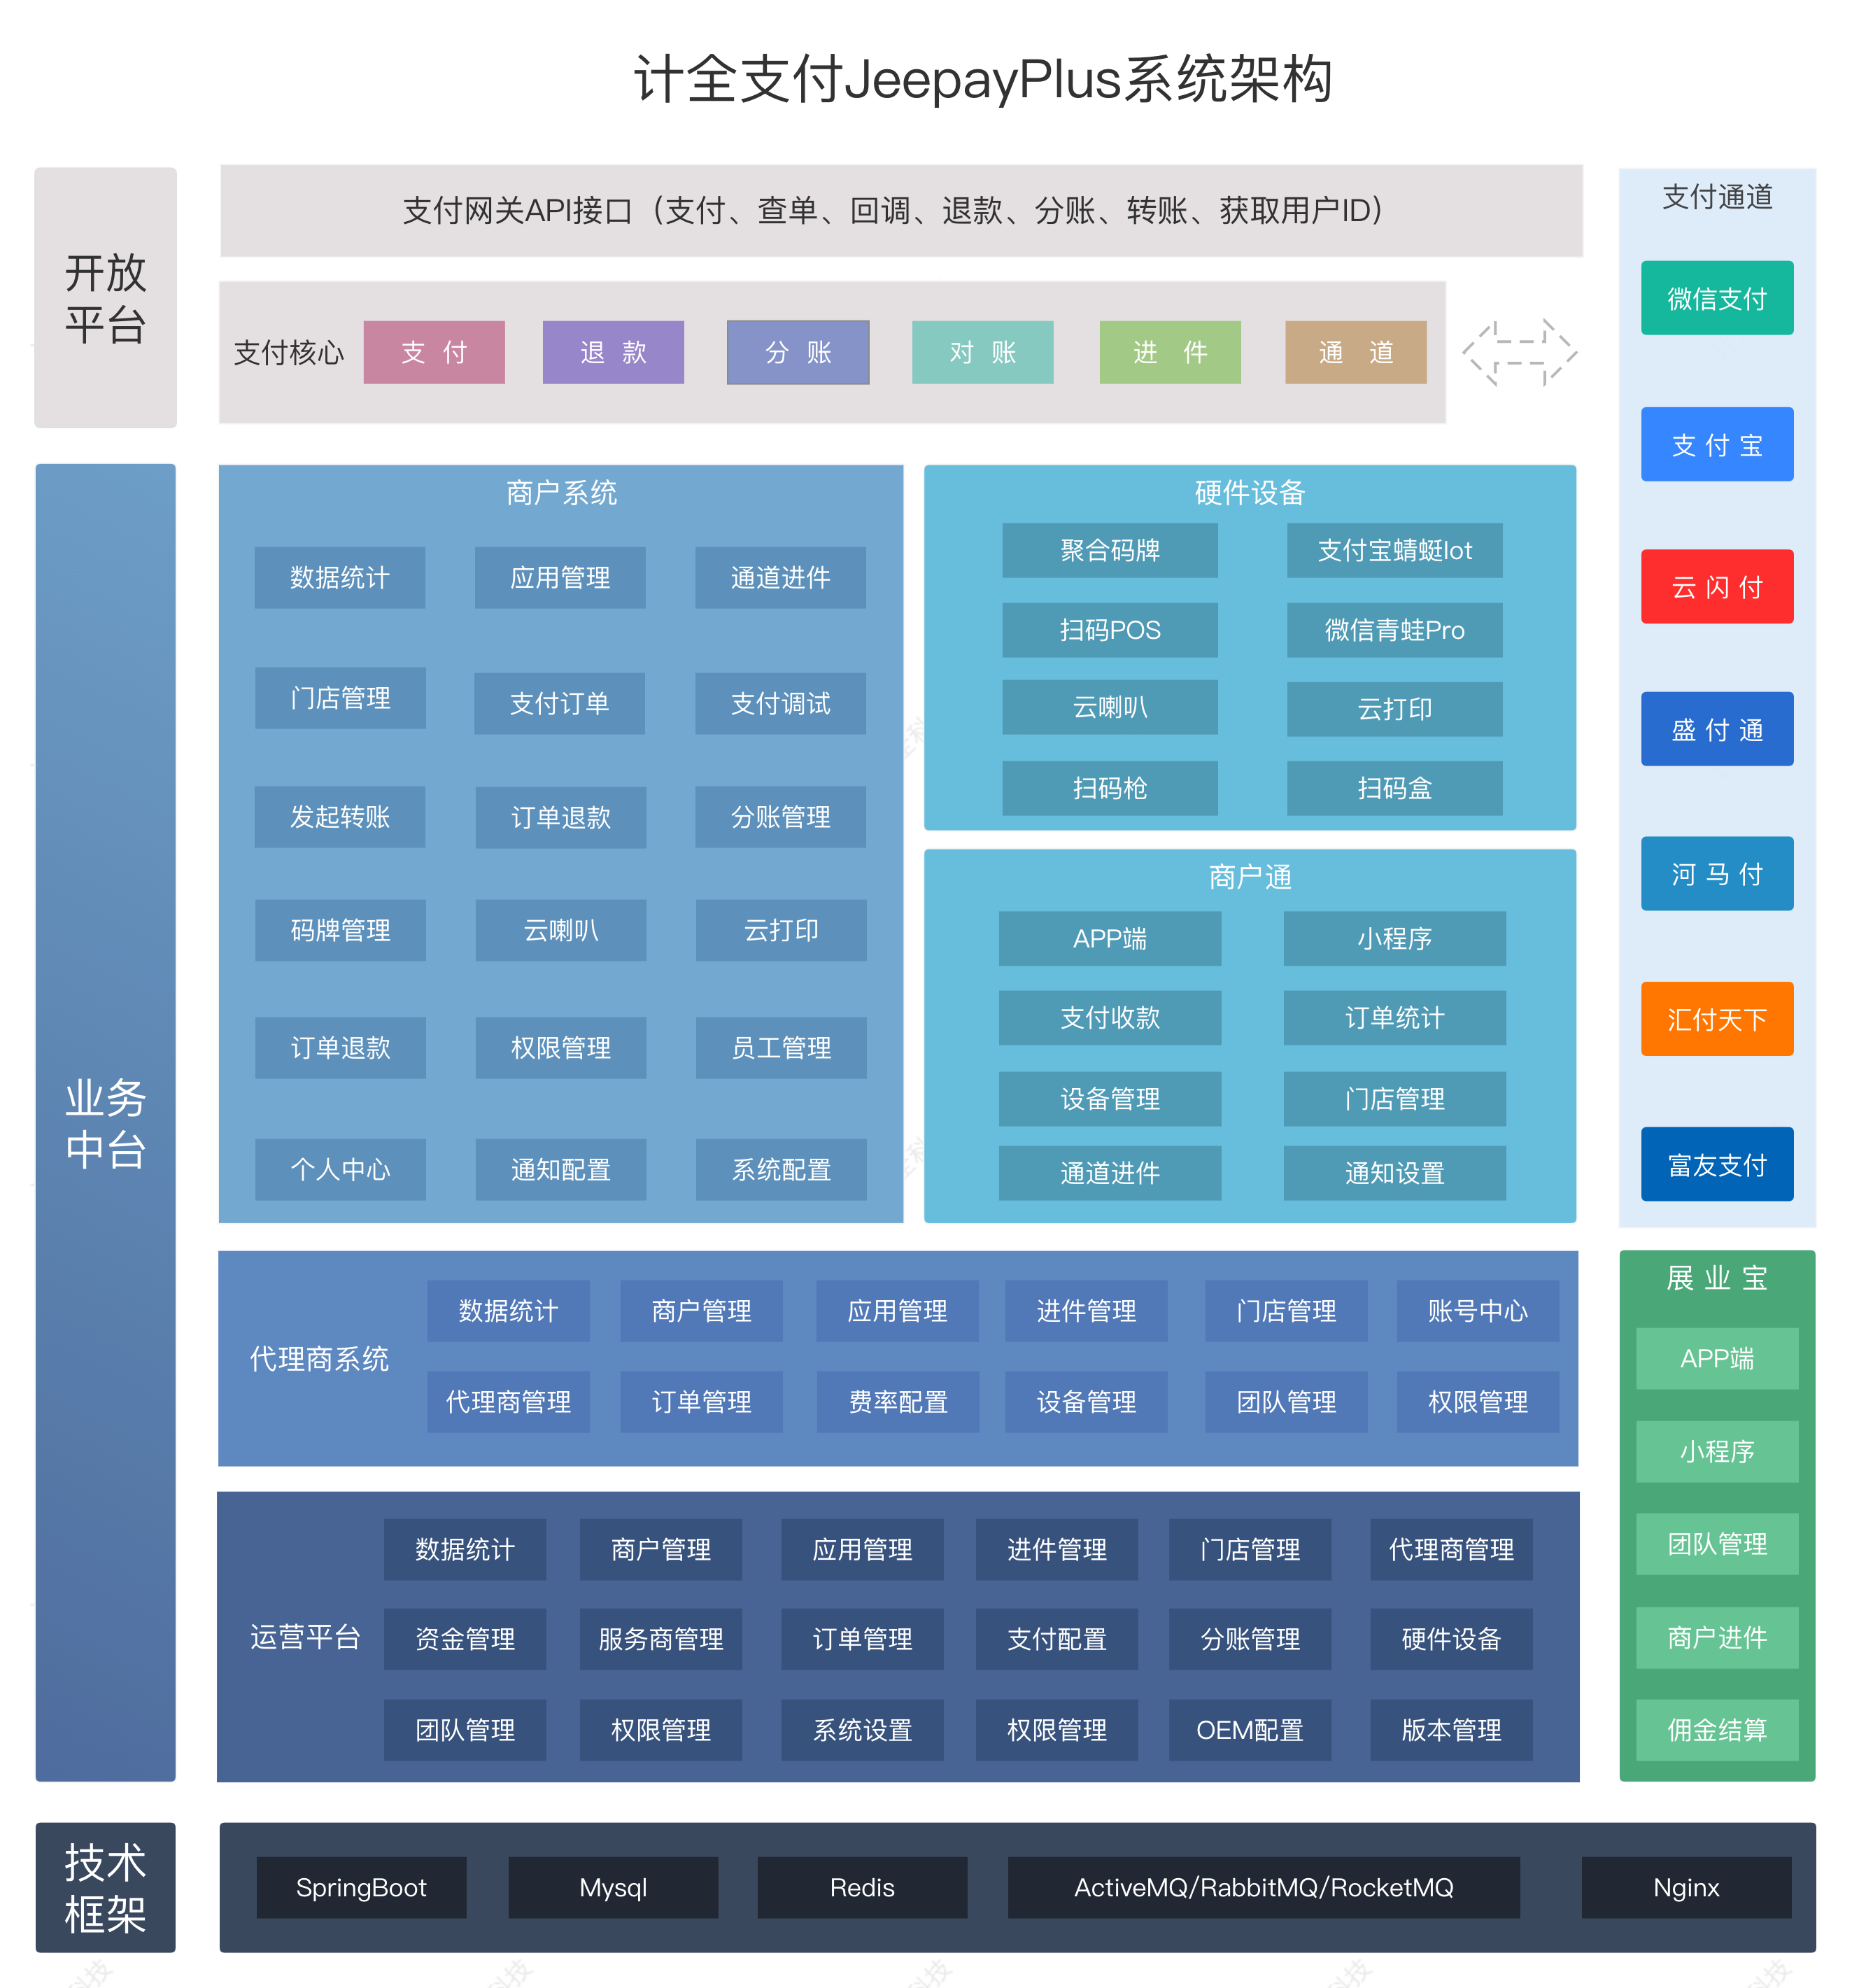 计全支付JeepayPlus系统架构
开放
平台
支付网关API接口（支付、查单、回调、退款、分账、转账、获取用户ID）
支付核心
支 付
退 款
分 账
对 账
进 件
通 道
支付通道
微信支付
支 付 宝
云 闪 付
盛 付 通
河 马 付
汇付天下
富友支付
业务
中台
商户系统
数据统计
应用管理
通道进件
门店管理
支付订单
支付调试
发起转账
订单退款
分账管理
码牌管理
云喇叭
云打印
订单退款
权限管理
员工管理
个人中心
通知配置
系统配置
硬件设备
聚合码牌
支付宝蜻蜓Iot
扫码POS
微信青蛙Pro
云喇叭
云打印
扫码枪
扫码盒
商户通
APP端
小程序
支付收款
订单统计
设备管理
门店管理
通道进件
通知设置
代理商系统
数据统计
商户管理
应用管理
进件管理
门店管理
账号中心
代理商管理
订单管理
费率配置
设备管理
团队管理
权限管理
运营平台
数据统计
商户管理
应用管理
进件管理
门店管理
代理商管理
资金管理
服务商管理
订单管理
支付配置
分账管理
硬件设备
团队管理
权限管理
系统设置
权限管理
OEM配置
版本管理
展 业 宝
APP端
小程序
团队管理
商户进件
佣金结算
技术
框架
SpringBoot
Mysql
Redis
ActiveMQ/RabbitMQ/RocketMQ
Nginx